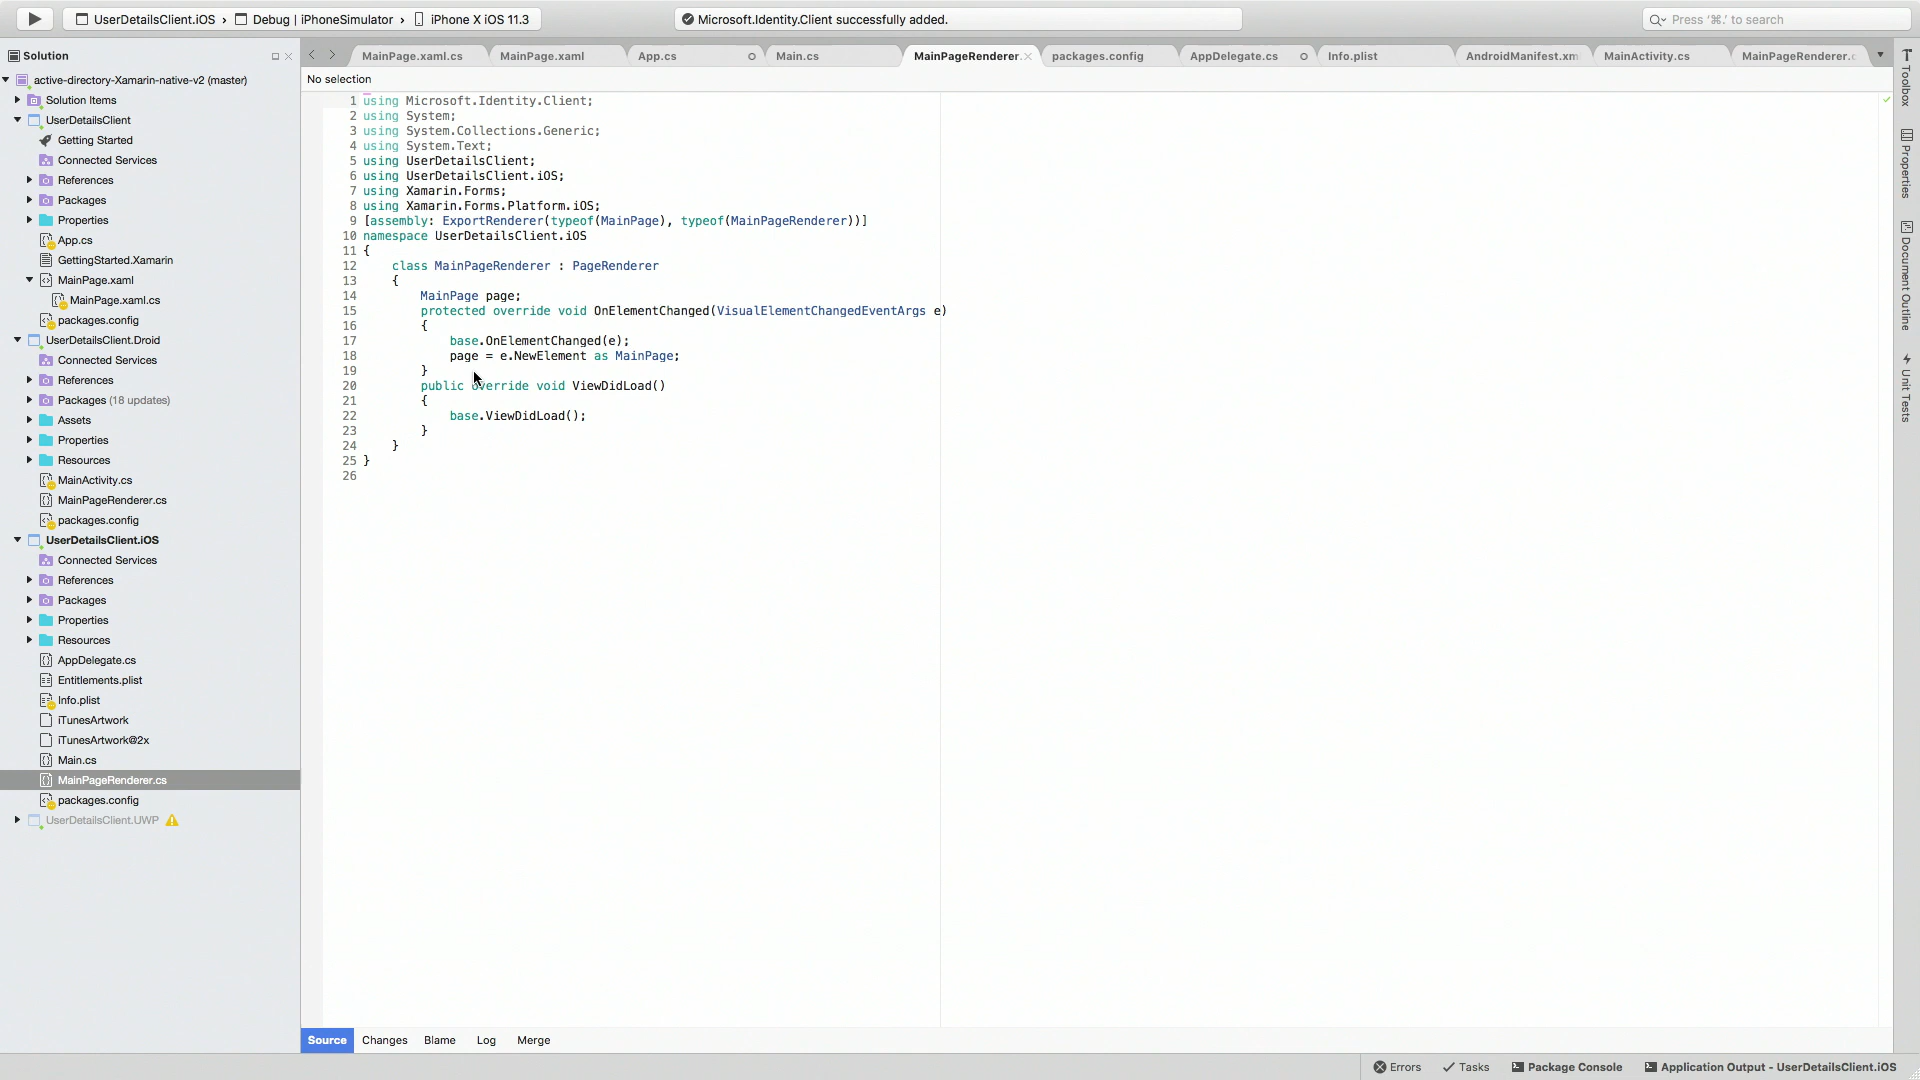 UserDetailsClient.iOS › Debug | iPhoneSimulator › iPhone X iOS 11.3
Microsoft.Identity.Client successfully added.
Press '⌘.' to search
Solution
active-directory-Xamarin-native-v2 (master)
Solution Items
UserDetailsClient
Getting Started
Connected Services
References
Packages
Properties
App.cs
GettingStarted.Xamarin
MainPage.xaml
MainPage.xaml.cs
packages.config
UserDetailsClient.Droid
Connected Services
References
Packages (18 updates)
Assets
Properties
Resources
MainActivity.cs
MainPageRenderer.cs
packages.config
UserDetailsClient.iOS
Connected Services
References
Packages
Properties
Resources
AppDelegate.cs
Entitlements.plist
Info.plist
iTunesArtwork
iTunesArtwork@2x
Main.cs
MainPageRenderer.cs
packages.config
UserDetailsClient.UWP
MainPage.xaml.cs MainPage.xaml App.cs Main.cs MainPageRenderer packages.config AppDelegate.cs Info.plist AndroidManifest.xm MainActivity.cs MainPageRenderer.c
No selection
1 using Microsoft.Identity.Client;
2 using System;
3 using System.Collections.Generic;
4 using System.Text;
5 using UserDetailsClient;
6 using UserDetailsClient.iOS;
7 using Xamarin.Forms;
8 using Xamarin.Forms.Platform.iOS;
9 [assembly: ExportRenderer(typeof(MainPage), typeof(MainPageRenderer))]
10 namespace UserDetailsClient.iOS
11 {
12 class MainPageRenderer : PageRenderer
13 {
14 MainPage page;
15 protected override void OnElementChanged(VisualElementChangedEventArgs e)
16 {
17 base.OnElementChanged(e);
18 page = e.NewElement as MainPage;
19 }
20 public override void ViewDidLoad()
21 {
22 base.ViewDidLoad();
23 }
24 }
25 }
26
Toolbox
Properties
Document Outline
Unit Tests
Source Changes Blame Log Merge
Errors Tasks Package Console Application Output - UserDetailsClient.iOS